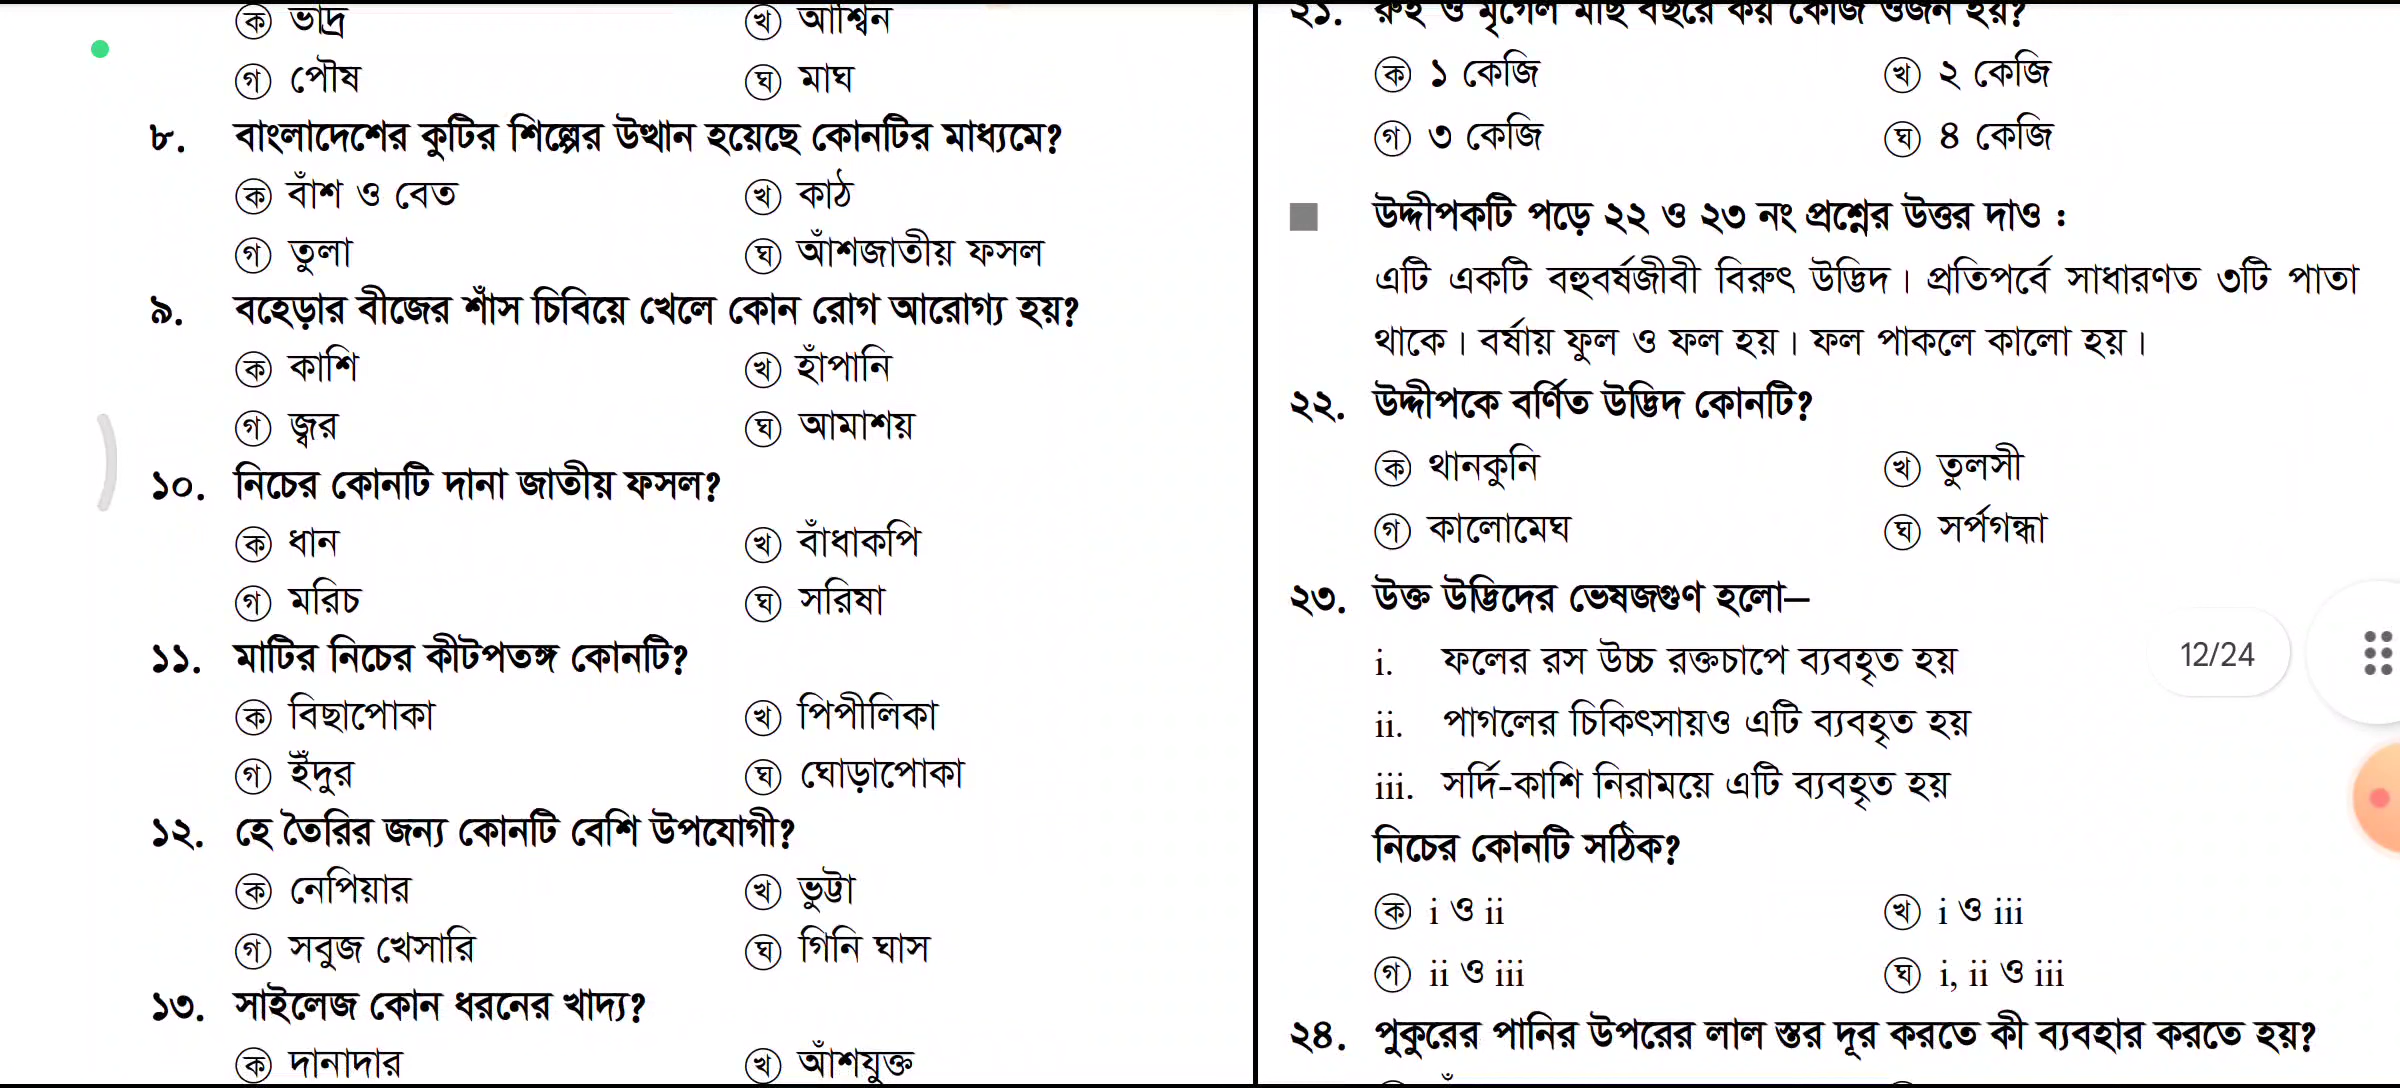 ক ভাদ্র খ আশ্বিন
গ পৌষ ঘ মাঘ
৮. বাংলাদেশের কুটির শিল্পের উত্থান হয়েছে কোনটির মাধ্যমে?
ক বাঁশ ও বেত খ কাঠ
গ তুলা ঘ আঁশজাতীয় ফসল
৯. বহেড়ার বীজের শাঁস চিবিয়ে খেলে কোন রোগ আরোগ্য হয়?
ক কাশি খ হাঁপানি
গ জ্বর ঘ আমাশয়
১০. নিচের কোনটি দানা জাতীয় ফসল?
ক ধান খ বাঁধাকপি
গ মরিচ ঘ সরিষা
১১. মাটির নিচের কীটপতঙ্গ কোনটি?
ক বিছাপোকা খ পিপীলিকা
গ ইঁদুর ঘ ঘোড়াপোকা
১২. হে তৈরির জন্য কোনটি বেশি উপযোগী?
ক নেপিয়ার খ ভুট্টা
গ সবুজ খেসারি ঘ গিনি ঘাস
১৩. সাইলেজ কোন ধরনের খাদ্য?
ক দানাদার খ আঁশযুক্ত
২১. রুই ও মৃগেল মাছ বছরে কয় কেজি ওজন হয়?
ক ১ কেজি খ ২ কেজি
গ ৩ কেজি ঘ ৪ কেজি
উদ্দীপকটি পড়ে ২২ ও ২৩ নং প্রশ্নের উত্তর দাও :
এটি একটি বহুবর্ষজীবী বিরুৎ উদ্ভিদ। প্রতিপর্বে সাধারণত ৩টি পাতা
থাকে। বর্ষায় ফুল ও ফল হয়। ফল পাকলে কালো হয়।
২২. উদ্দীপকে বর্ণিত উদ্ভিদ কোনটি?
ক থানকুনি খ তুলসী
গ কালোমেঘ ঘ সর্পগন্ধা
২৩. উক্ত উদ্ভিদের ভেষজগুণ হলো–
i. ফলের রস উচ্চ রক্তচাপে ব্যবহৃত হয়
ii. পাগলের চিকিৎসায়ও এটি ব্যবহৃত হয়
iii. সর্দি-কাশি নিরাময়ে এটি ব্যবহৃত হয়
নিচের কোনটি সঠিক?
ক i ও ii খ i ও iii
গ ii ও iii ঘ i, ii ও iii
২৪. পুকুরের পানির উপরের লাল স্তর দূর করতে কী ব্যবহার করতে হয়?
12/24